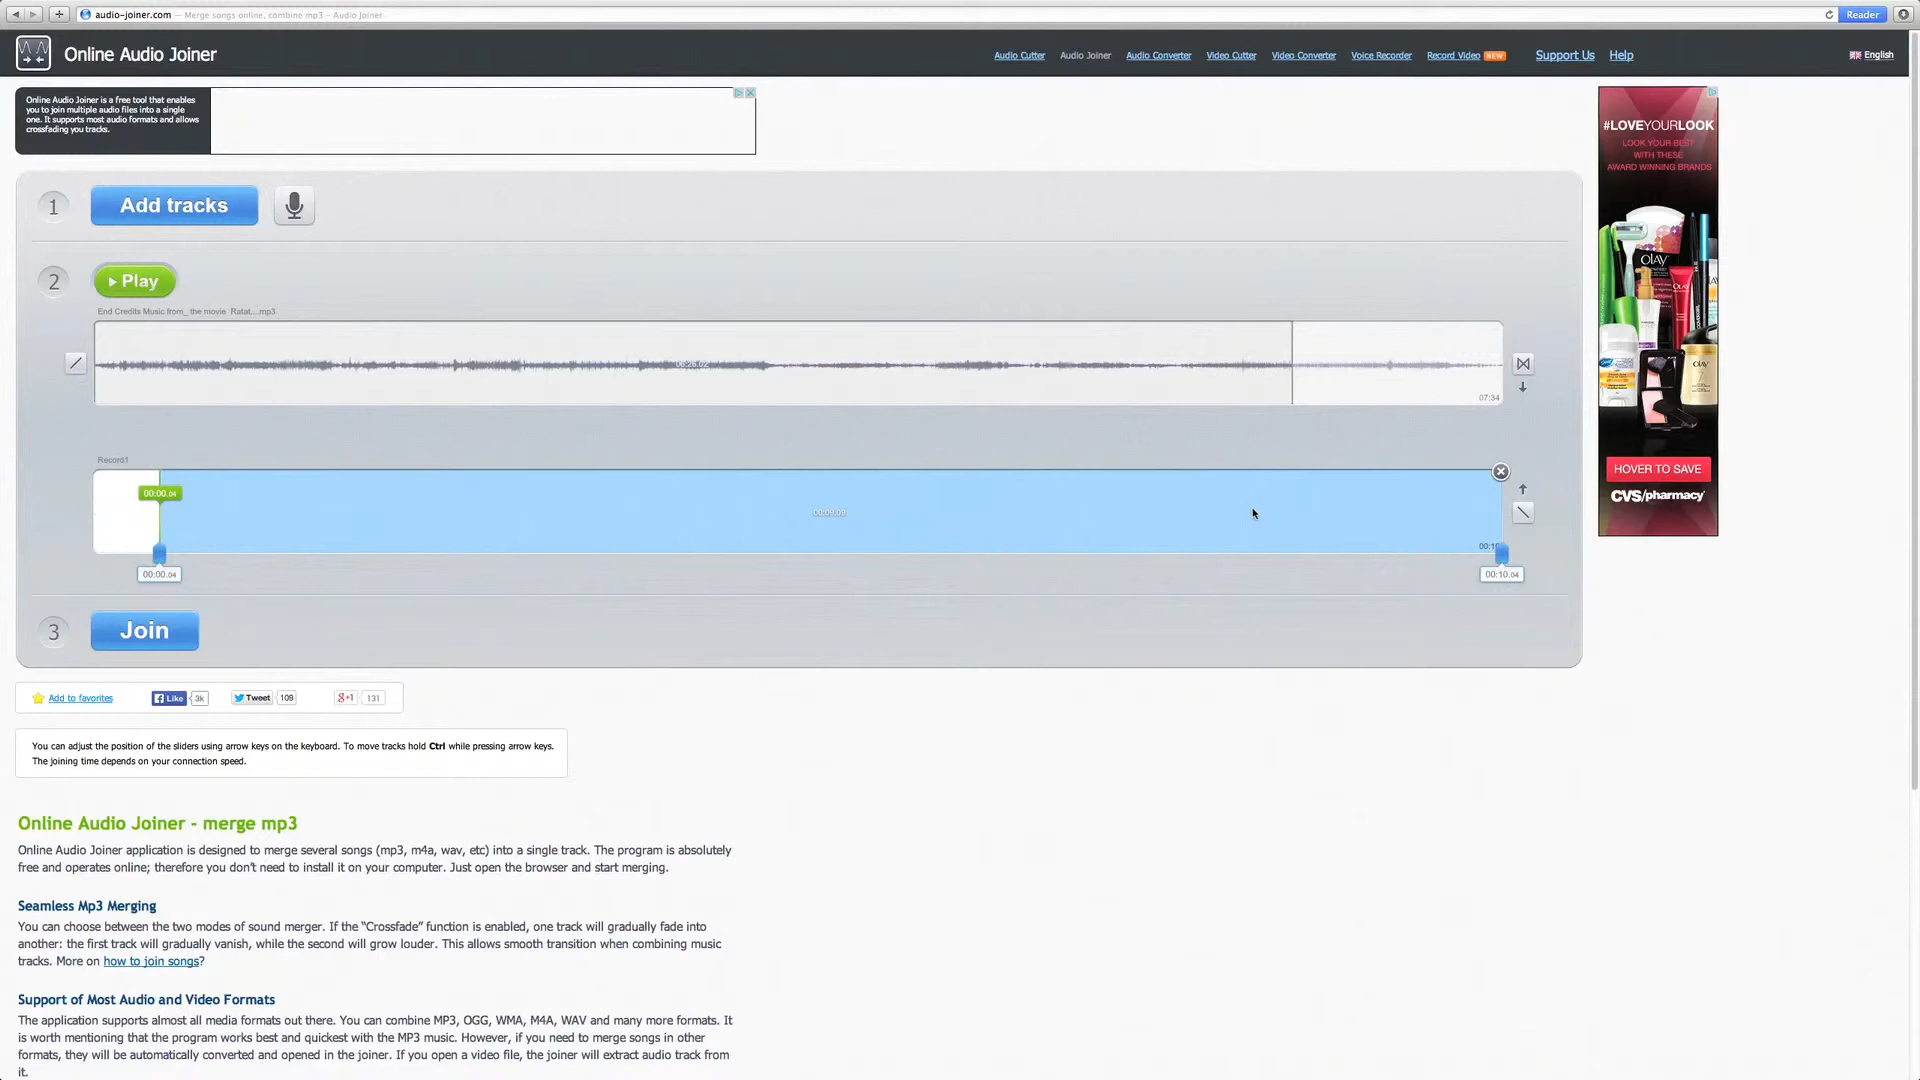 audio-joiner.com — Merge songs online, combine mp3 – Audio Joiner
Reader
Online Audio Joiner
Audio Cutter
Audio Joiner
Audio Converter
Video Cutter
Video Converter
Voice Recorder
Record Video NEW
Support Us
Help
English
Online Audio Joiner is a free tool that enables
you to join multiple audio files into a single
one. It supports most audio formats and allows
crossfading you tracks.
#LOVEYOURLOOK
LOOK YOUR BEST
WITH THESE
AWARD WINNING BRANDS
OLAY
OLAY
HOVER TO SAVE
CVS/pharmacy
1
Add tracks
2
Play
End Credits Music from_ the movie Ratat....mp3
06:26.02
07:34
Record1
00:00.04
00:09.09
00:00.04
00:10.04
3
Join
Add to favorites
Like 3k
Tweet 109
g+1 131
You can adjust the position of the sliders using arrow keys on the keyboard. To move tracks hold Ctrl while pressing arrow keys.
The joining time depends on your connection speed.
Online Audio Joiner - merge mp3
Online Audio Joiner application is designed to merge several songs (mp3, m4a, wav, etc) into a single track. The program is absolutely
free and operates online; therefore you don't need to install it on your computer. Just open the browser and start merging.
Seamless Mp3 Merging
You can choose between the two modes of sound merger. If the “Crossfade” function is enabled, one track will gradually fade into
another: the first track will gradually vanish, while the second will grow louder. This allows smooth transition when combining music
tracks. More on how to join songs?
Support of Most Audio and Video Formats
The application supports almost all media formats out there. You can combine MP3, OGG, WMA, M4A, WAV and many more formats. It
is worth mentioning that the program works best and quickest with the MP3 music. However, if you need to merge songs in other
formats, they will be automatically converted and opened in the joiner. If you open a video file, the joiner will extract audio track from
it.